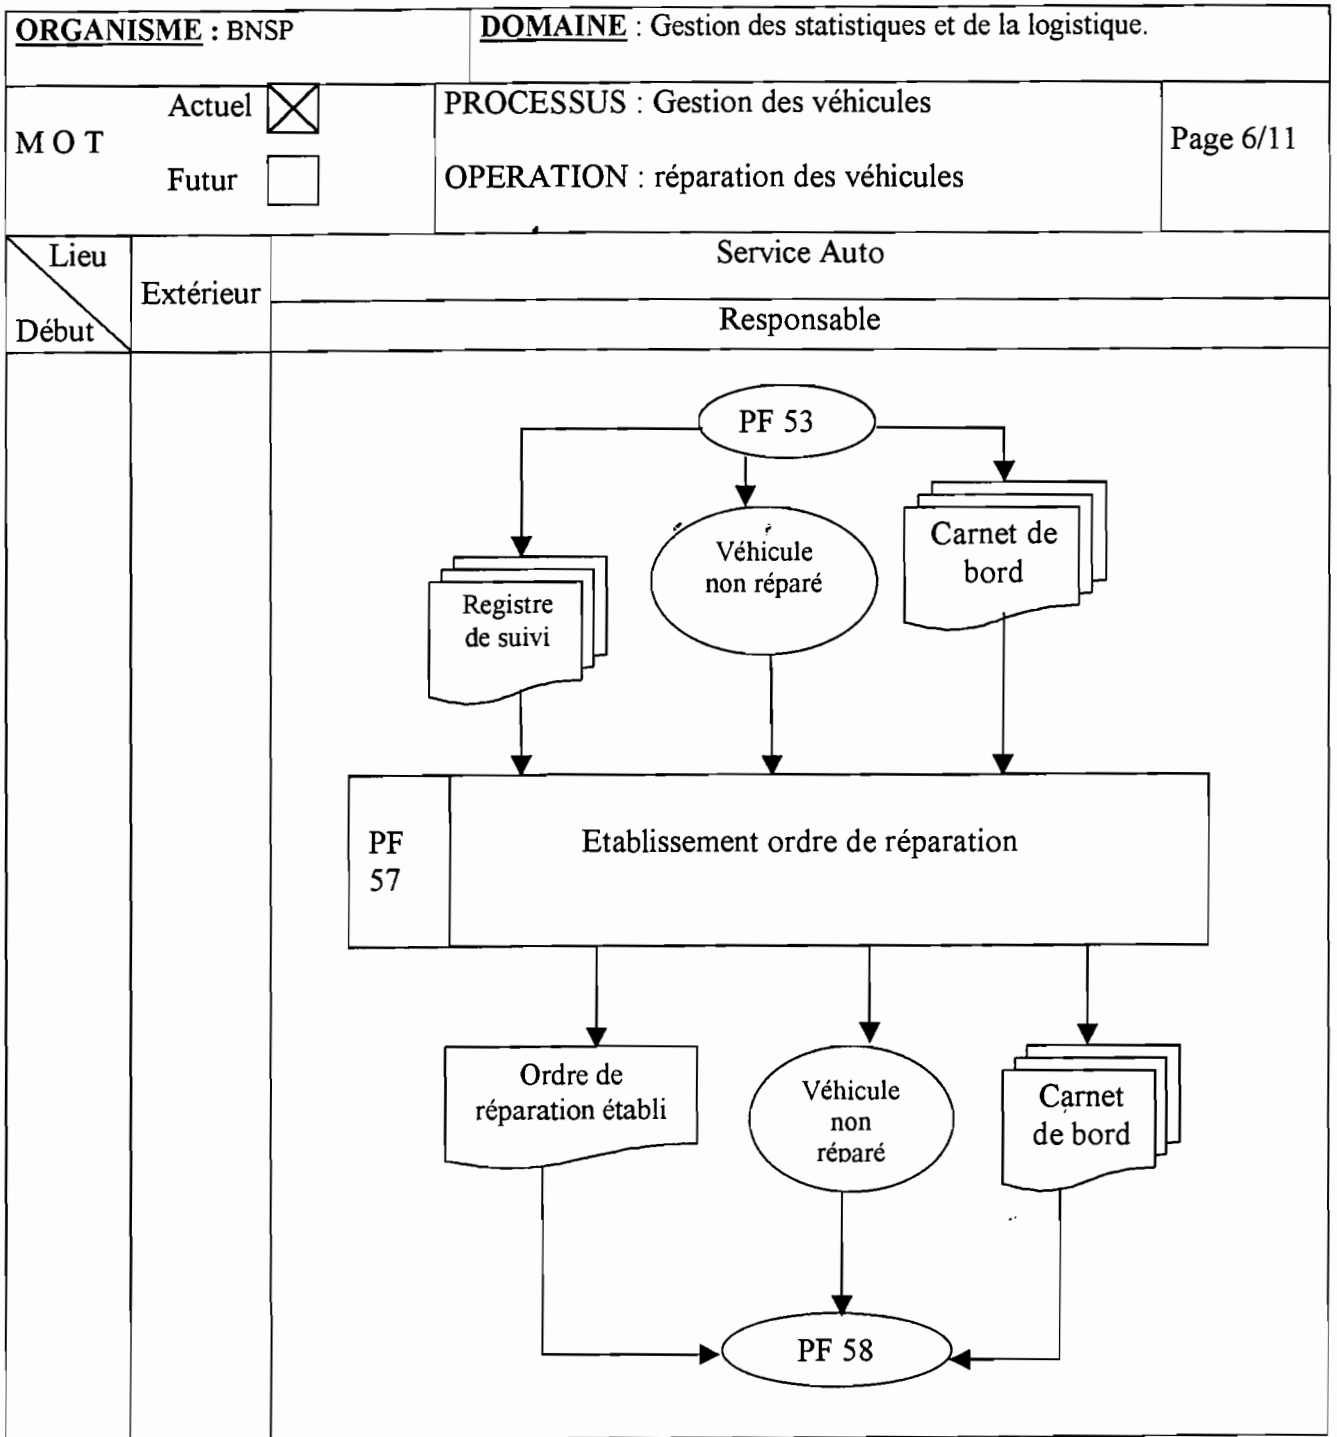 ORGANISME : BNSP
DOMAINE : Gestion des statistiques et de la logistique.
M O T
Actuel
Futur
PROCESSUS : Gestion des véhicules
OPERATION : réparation des véhicules
Page 6/11
Lieu
Début
Extérieur
Service Auto
Responsable
PF 53
Registre
de suivi
Véhicule
non réparé
Carnet de
bord
PF
57
Etablissement ordre de réparation
Ordre de
réparation établi
Véhicule
non
réparé
Carnet
de bord
PF 58